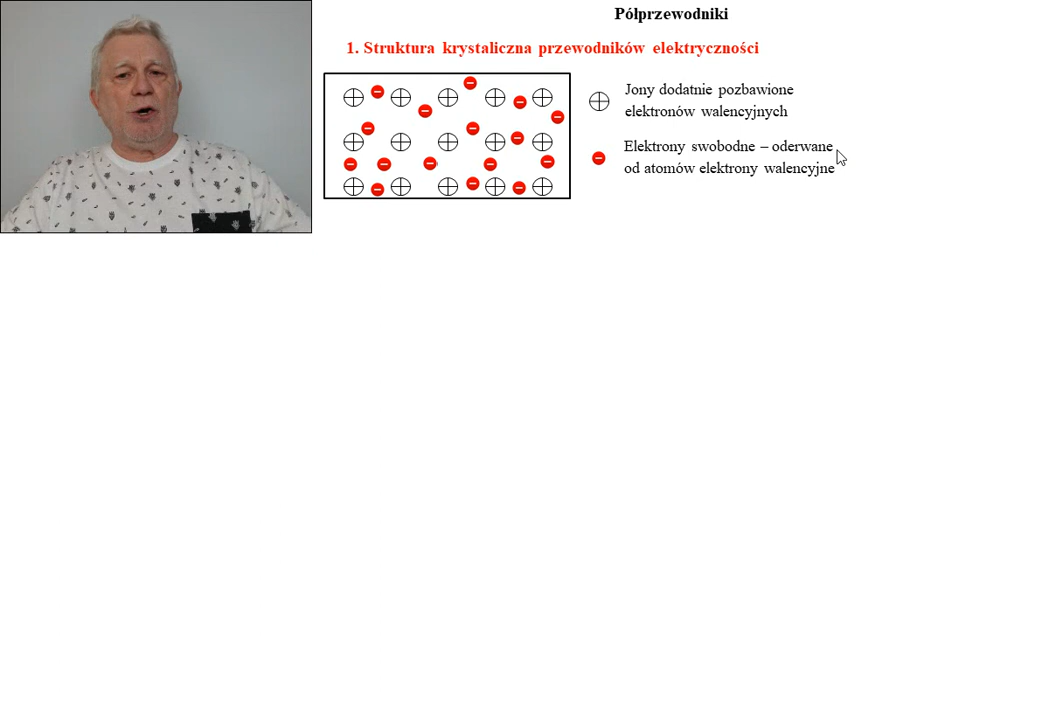 Półprzewodniki
1. Struktura krystaliczna przewodników elektryczności
Jony dodatnie pozbawione
elektronów walencyjnych
Elektrony swobodne – oderwane
od atomów elektrony walencyjne